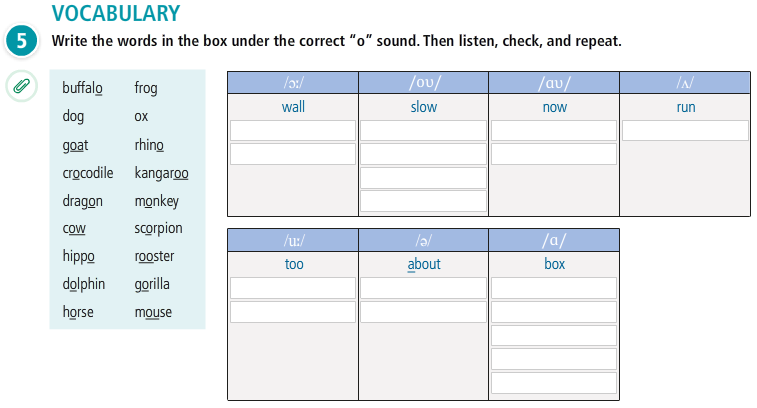 VOCABULARY
5 Write the words in the box under the correct “o” sound. Then listen, check, and repeat.
buffalo frog
dog ox
goat rhino
crocodile kangaroo
dragon monkey
cow scorpion
hippo rooster
dolphin gorilla
horse mouse
/ɔː/ /oʊ/ /ɑʊ/ /ʌ/
wall slow now run
/uː/ /ə/ /ɑ/
too about box